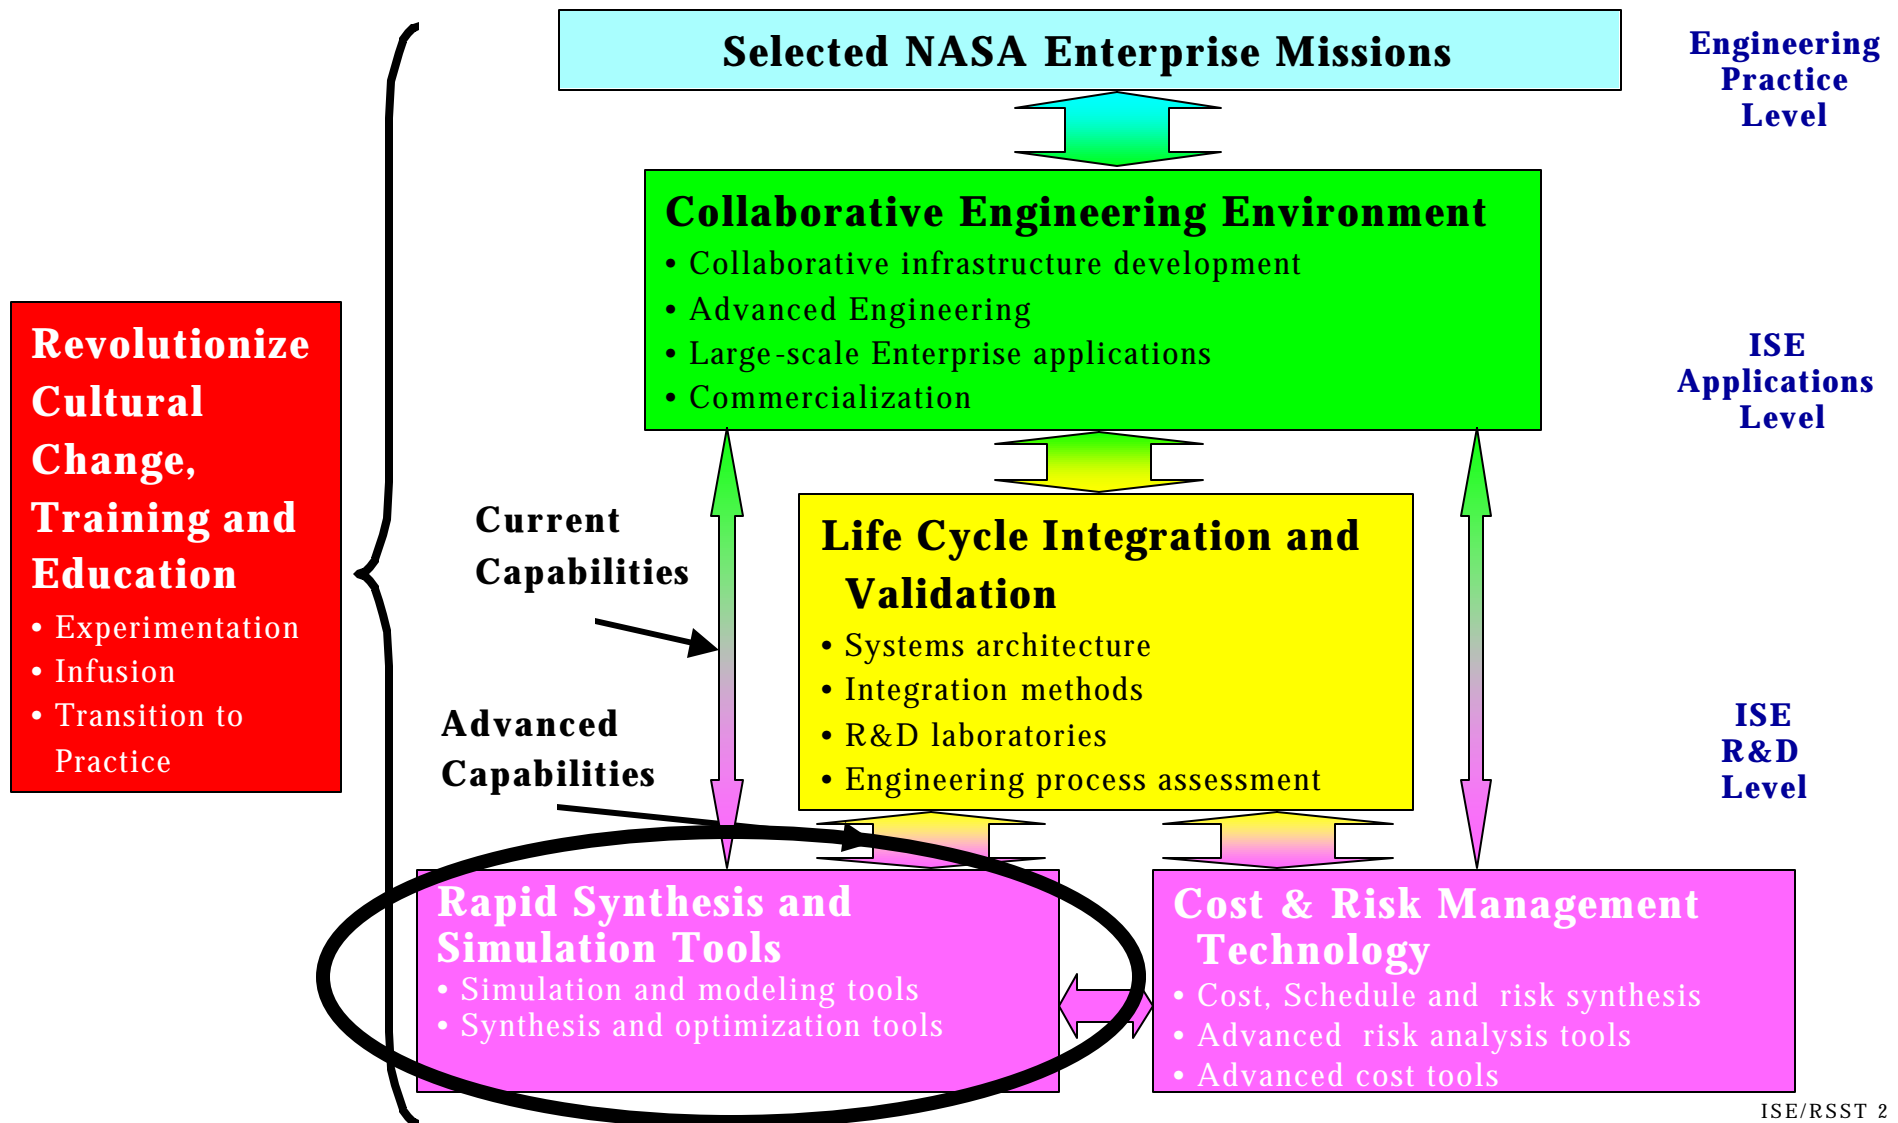 Selected NASA Enterprise Missions
Engineering
Practice
Level
Collaborative Engineering Environment
• Collaborative infrastructure development
• Advanced Engineering
• Large-scale Enterprise applications
• Commercialization
ISE
Applications
Level
Revolutionize
Cultural
Change,
Training and
Education
• Experimentation
• Infusion
• Transition to
Practice
Current
Capabilities
Advanced
Capabilities
Life Cycle Integration and
Validation
• Systems architecture
• Integration methods
• R&D laboratories
• Engineering process assessment
ISE
R&D
Level
Rapid Synthesis and
Simulation Tools
• Simulation and modeling tools
• Synthesis and optimization tools
Cost & Risk Management
Technology
• Cost, Schedule and risk synthesis
• Advanced risk analysis tools
• Advanced cost tools
ISE/RSST 2